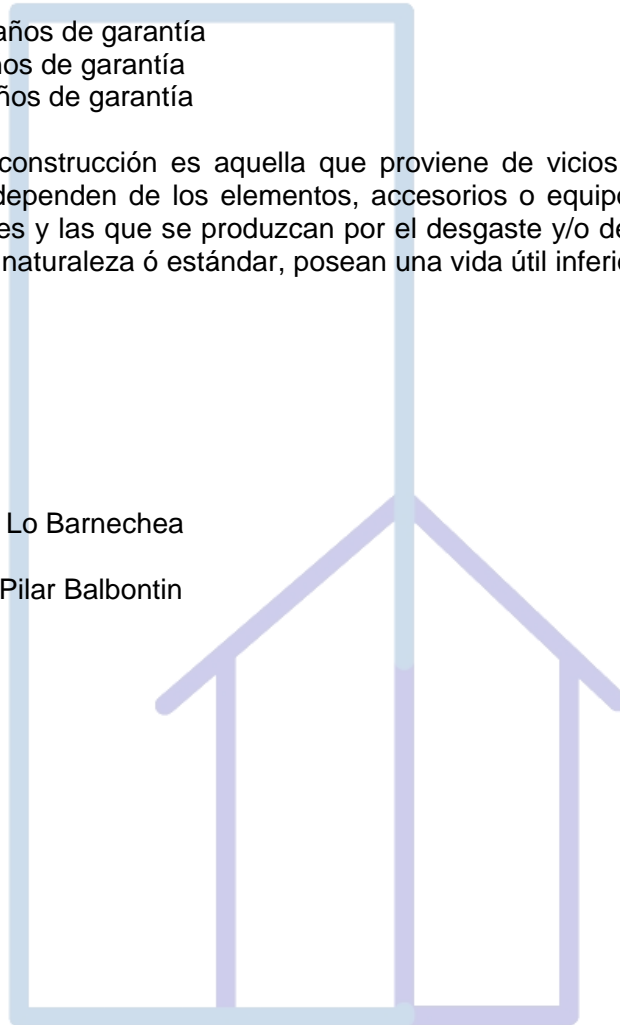 años de garantía
nos de garantía
ños de garantía
construcción es aquella que proviene de vicios
dependen de los elementos, accesorios o equipo
es y las que se produzcan por el desgaste y/o de
naturaleza ó estándar, posean una vida útil inferio
Lo Barnechea
Pilar Balbontin